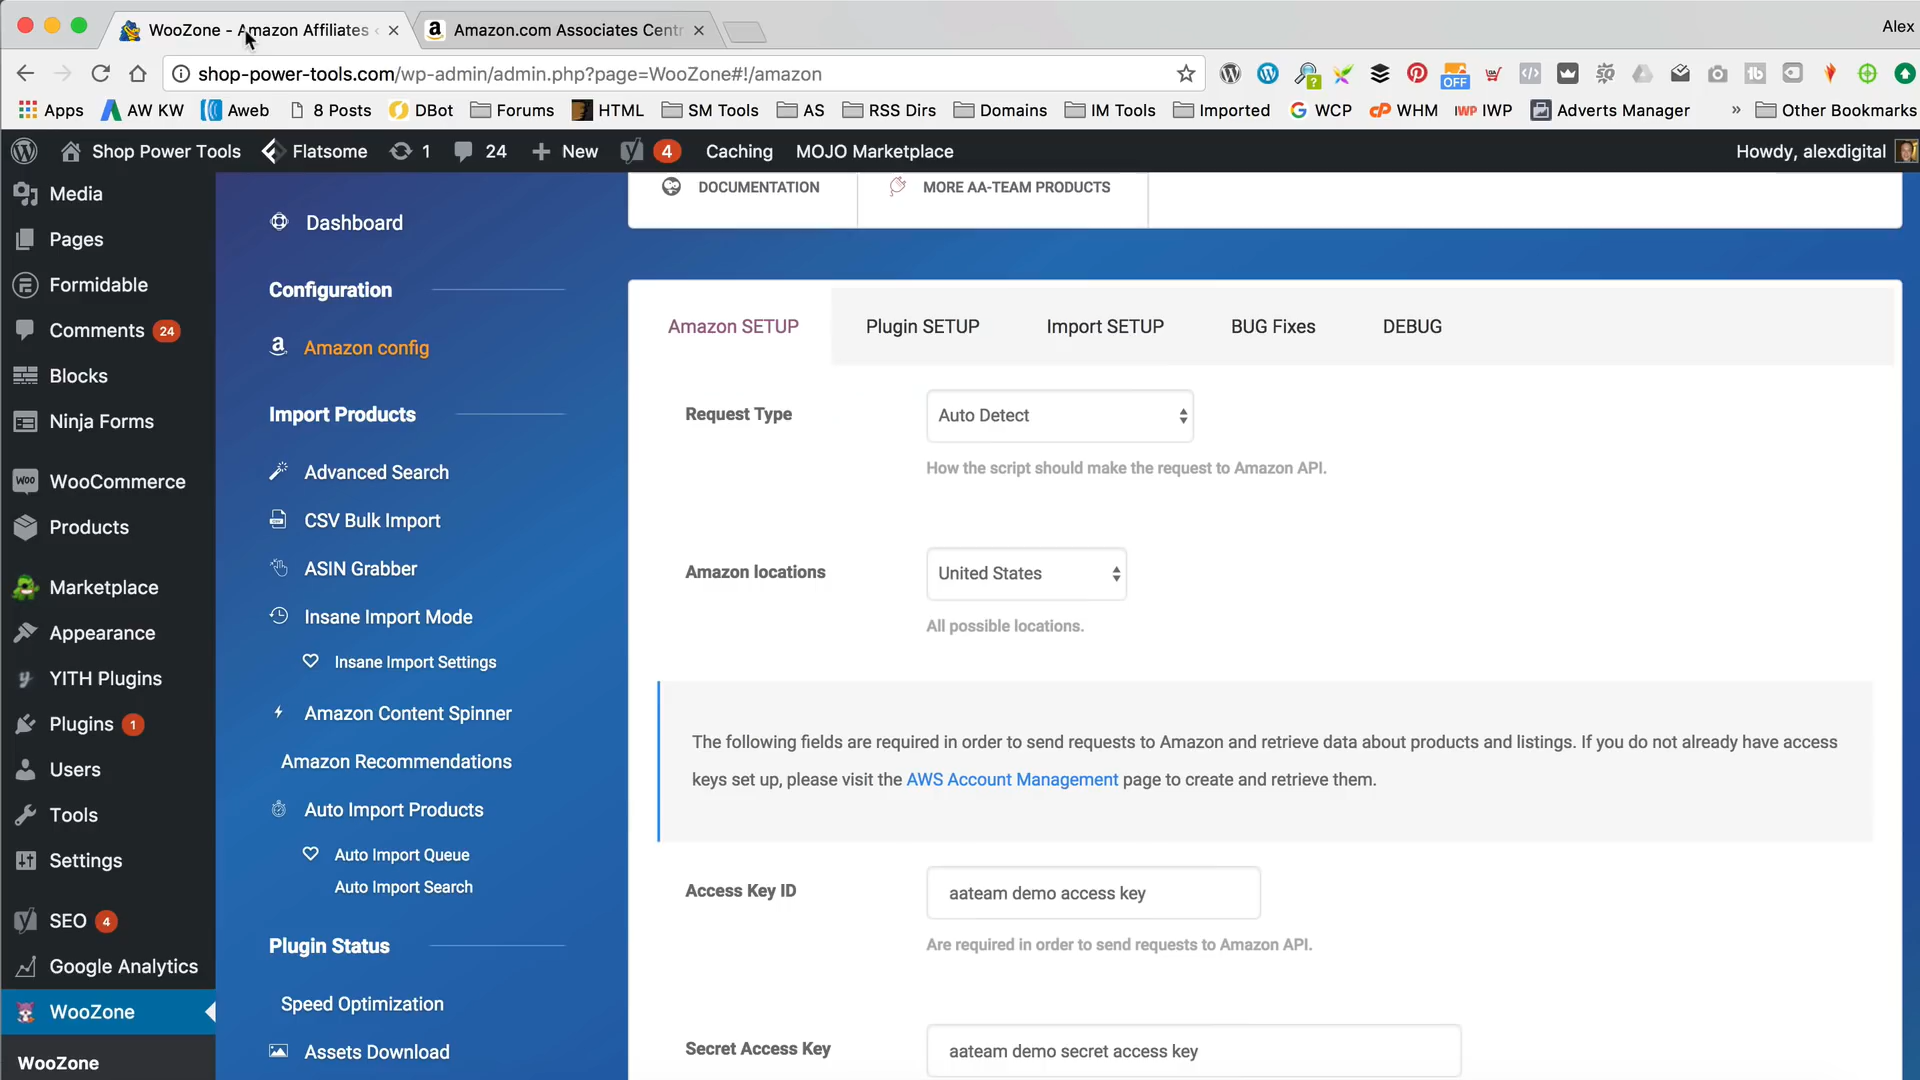 WooZone - Amazon Affiliates
Amazon.com Associates Centr
Alex
shop-power-tools.com/wp-admin/admin.php?page=WooZone#!/amazon
OFF
Apps
AW KW
Aweb
8 Posts
DBot
Forums
HTML
SM Tools
AS
RSS Dirs
Domains
IM Tools
Imported
WCP
WHM
IWP
Adverts Manager
»
Other Bookmarks
Shop Power Tools
Flatsome
1
24
New
4
Caching
MOJO Marketplace
Howdy, alexdigital
Media
Pages
Formidable
Comments 24
Blocks
Ninja Forms
WooCommerce
Products
Marketplace
Appearance
YITH Plugins
Plugins 1
Users
Tools
Settings
SEO 4
Google Analytics
WooZone
WooZone
Dashboard
Configuration
Amazon config
Import Products
Advanced Search
CSV Bulk Import
ASIN Grabber
Insane Import Mode
Insane Import Settings
Amazon Content Spinner
Amazon Recommendations
Auto Import Products
Auto Import Queue
Auto Import Search
Plugin Status
Speed Optimization
Assets Download
DOCUMENTATION
MORE AA-TEAM PRODUCTS
Amazon SETUP
Plugin SETUP
Import SETUP
BUG Fixes
DEBUG
Request Type
Auto Detect
How the script should make the request to Amazon API.
Amazon locations
United States
All possible locations.
The following fields are required in order to send requests to Amazon and retrieve data about products and listings. If you do not already have access
keys set up, please visit the AWS Account Management page to create and retrieve them.
Access Key ID
aateam demo access key
Are required in order to send requests to Amazon API.
Secret Access Key
aateam demo secret access key